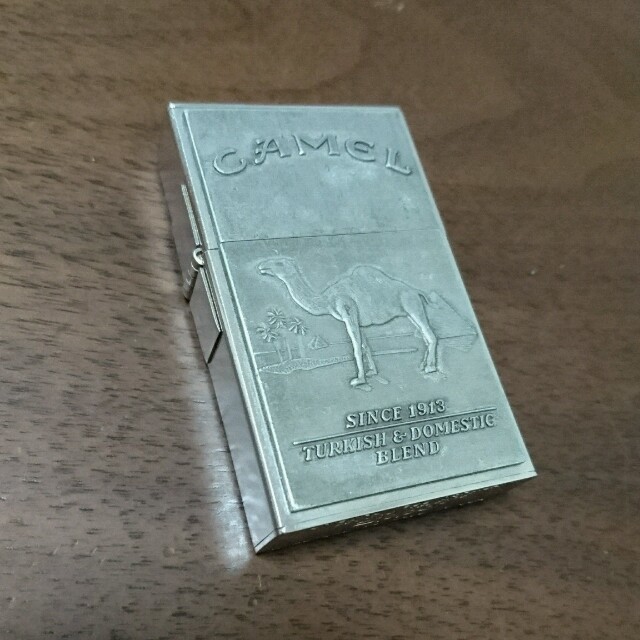 CAMEL
SINCE 1913
TURKISH & DOMESTIC
BLEND